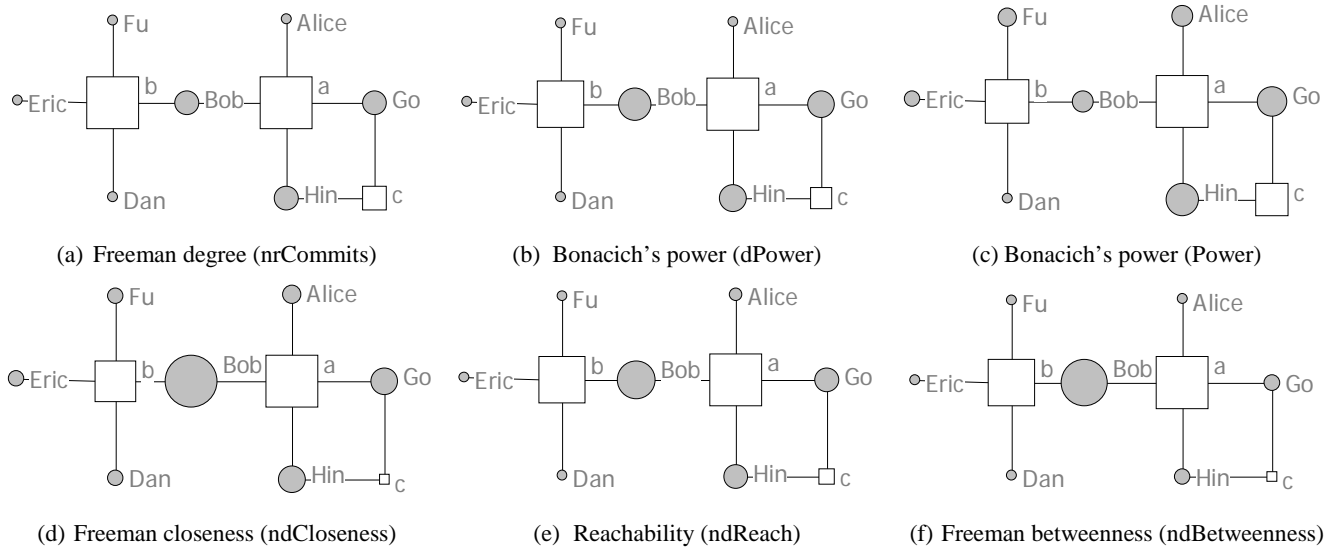 Fu Alice
Eric b Bob a Go
Dan Hin c
(a) Freeman degree (nrCommits)
Fu Alice
Eric b Bob a Go
Dan Hin c
(b) Bonacich’s power (dPower)
Fu Alice
Eric b Bob a Go
Dan Hin c
(c) Bonacich’s power (Power)
Fu Alice
Eric b Bob a Go
Dan Hin c
(d) Freeman closeness (ndCloseness)
Fu Alice
Eric b Bob a Go
Dan Hin c
(e) Reachability (ndReach)
Fu Alice
Eric b Bob a Go
Dan Hin c
(f) Freeman betweenness (ndBetweenness)